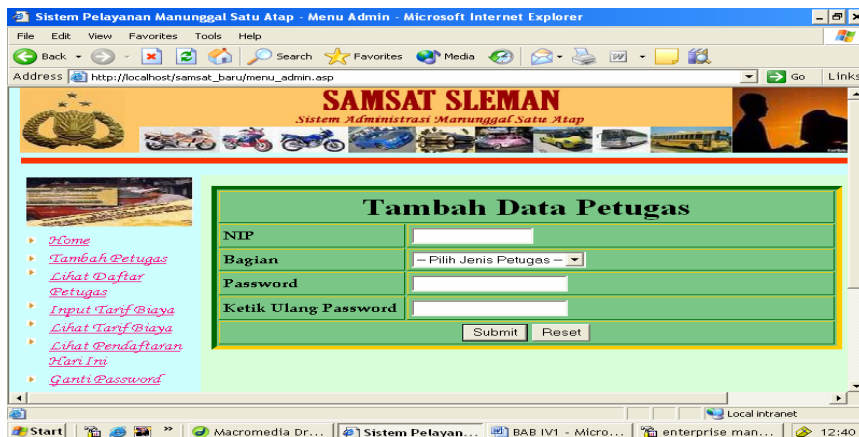 Sistem Pelayanan Manunggal Satu Atap - Menu Admin - Microsoft Internet Explorer
File Edit View Favorites Tools Help
Back Search Favorites Media
Address http://localhost/samsat_baru/menu_admin.asp Go Links
SAMSAT SLEMAN
Sistem Administrasi Manunggal Satu Atap
Tambah Data Petugas
NIP
Bagian -- Pilih Jenis Petugas --
Password
Ketik Ulang Password
Submit Reset
Home
Tambah Petugas
Lihat Daftar
Petugas
Input Tarif Biaya
Lihat Tarif Biaya
Lihat Pendaftaran
Hari Ini
Ganti Password
Local intranet
Start » Macromedia Dr... Sistem Pelayan... BAB IV1 - Micro... enterprise man... 12:40